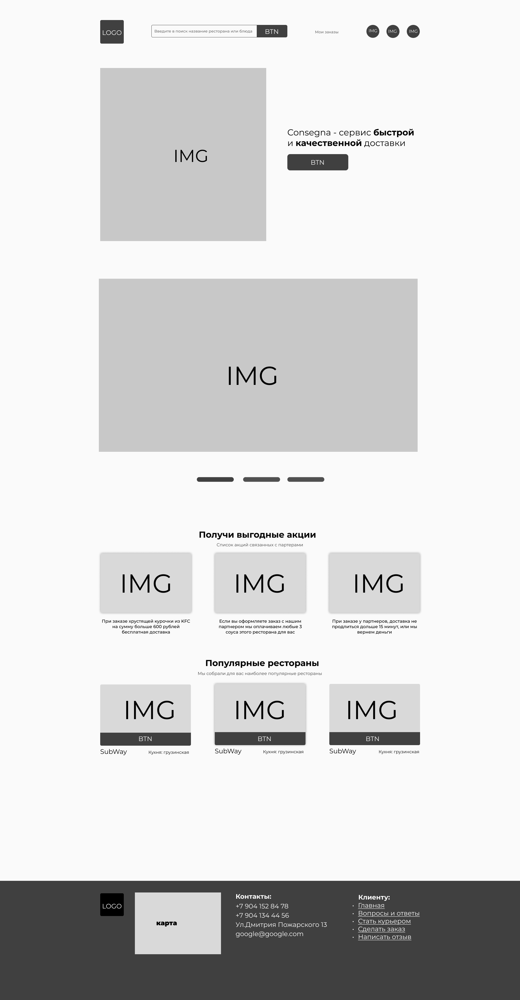 LOGO
Введите в поиск название ресторана или блюда
BTN
Мои заказы
IMG
IMG
IMG
IMG
Consegna - сервис быстрой
и качественной доставки
BTN
IMG
Получи выгодные акции
Список акций связанных с партерами
IMG
IMG
IMG
При заказе хрустящей курочки из KFC
на сумму больше 600 рублей
бесплатная доставка
Если вы оформляете заказ с нашим
партнером мы оплачиваем любые 3
соуса этого ресторана для вас
При заказе у партнеров, доставка не
продлиться дольше 15 минут, или мы
вернем деньги
Популярные рестораны
Мы собрали для вас наиболее популярные рестораны
IMG
BTN
SubWay
Кухня: грузинская
IMG
BTN
SubWay
Кухня: грузинская
IMG
BTN
SubWay
Кухня: грузинская
LOGO
карта
Контакты:
+7 904 152 84 78
+7 904 134 44 56
Ул.Дмитрия Пожарского 13
google@google.com
Клиенту:
• Главная
• Вопросы и ответы
• Стать курьером
• Сделать заказ
• Написать отзыв